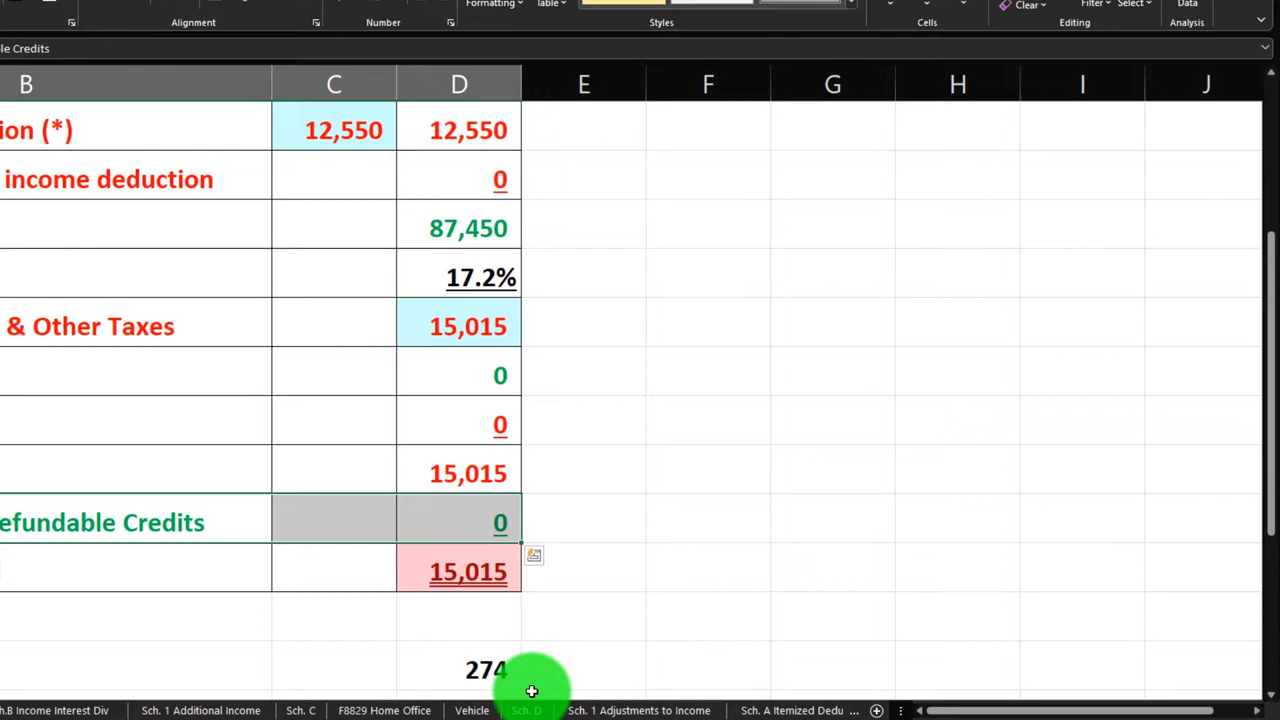 Formatting Table
Alignment Number Styles Cells Clear Filter Select Data
Editing Analysis
le Credits
B C D E F G H I J
ion (*) 12,550 12,550
income deduction 0
87,450
17.2%
& Other Taxes 15,015
0
0
15,015
efundable Credits 0
15,015
274
h.B Income Interest Div Sch. 1 Additional Income Sch. C F8829 Home Office Vehicle Sch. D Sch. 1 Adjustments to Income Sch. A Itemized Dedu ...